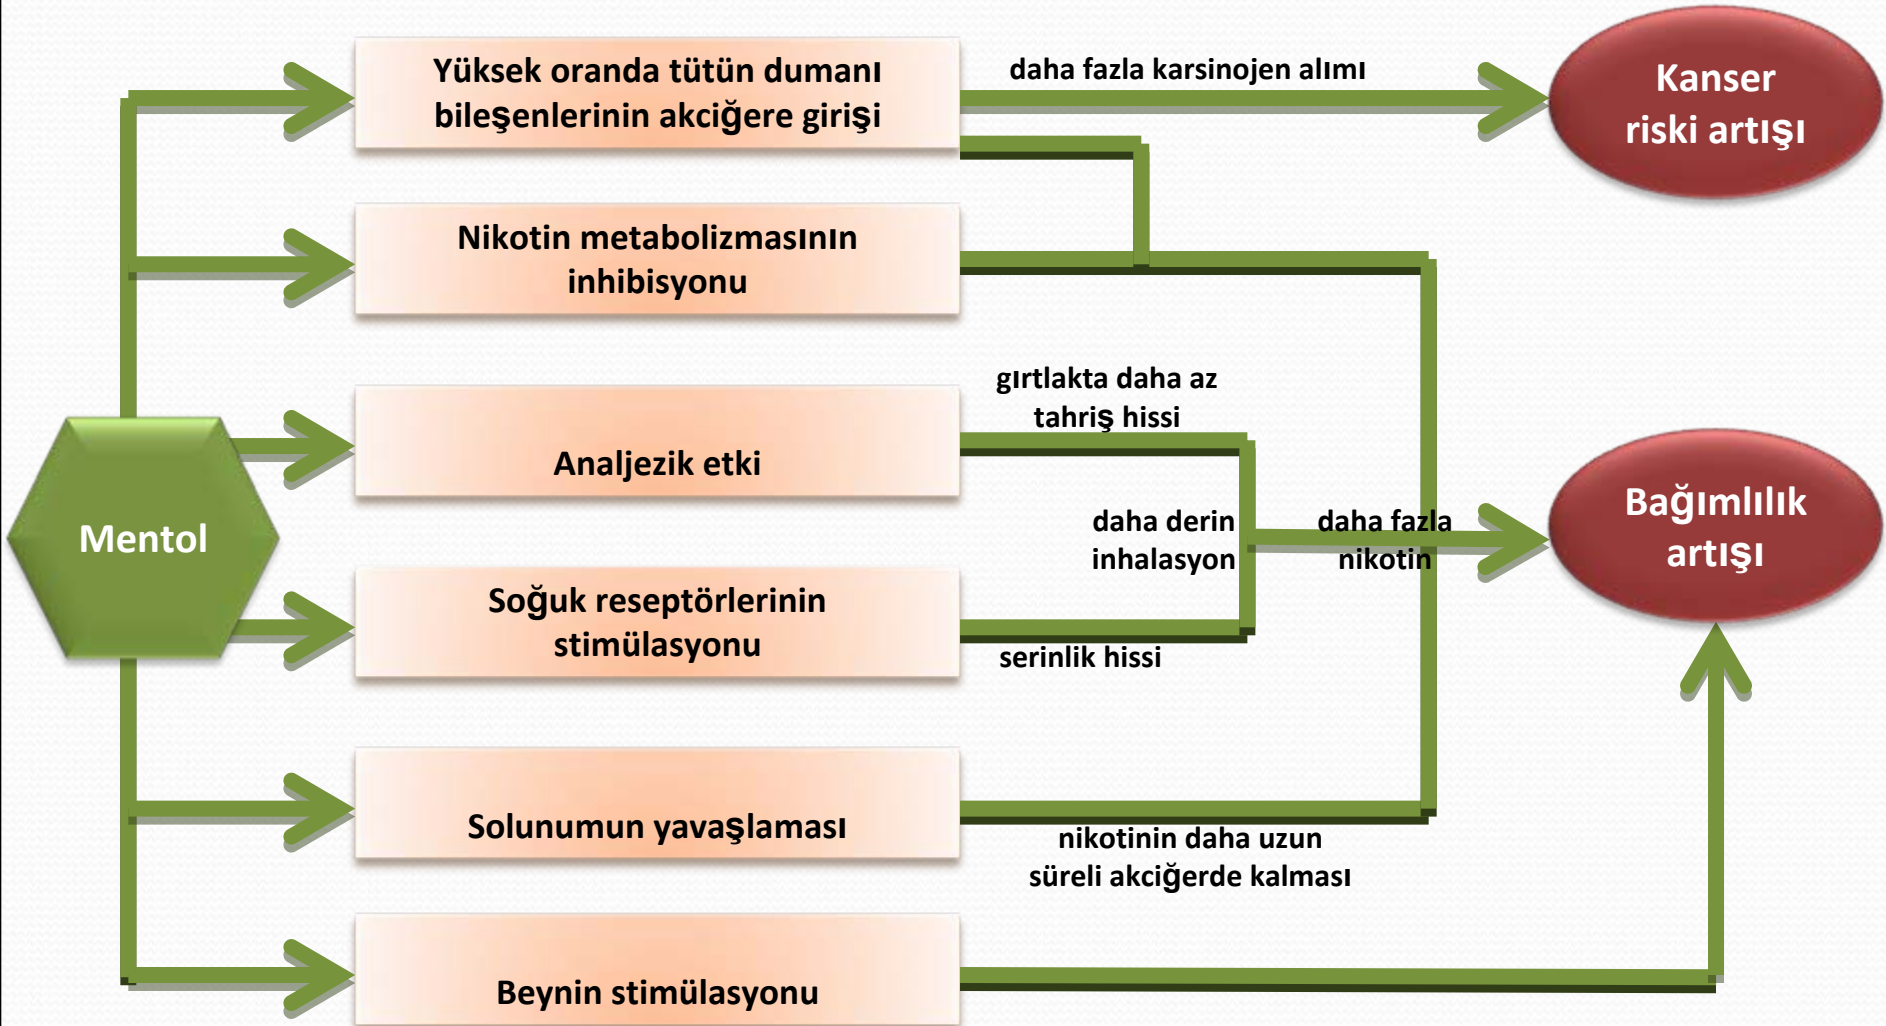 Yüksek oranda tütün dumanı
bileşenlerinin akciğere girişi
daha fazla karsinojen alımı
Kanser
riski artışı
Nikotin metabolizmasının
inhibisyonu
gırtlakta daha az
tahriş hissi
Analjezik etki
Mentol
daha derin
inhalasyon
daha fazla
nikotin
Bağımlılık
artışı
Soğuk reseptörlerinin
stimülasyonu
serinlik hissi
Solunumun yavaşlaması
nikotinin daha uzun
süreli akciğerde kalması
Beynin stimülasyonu